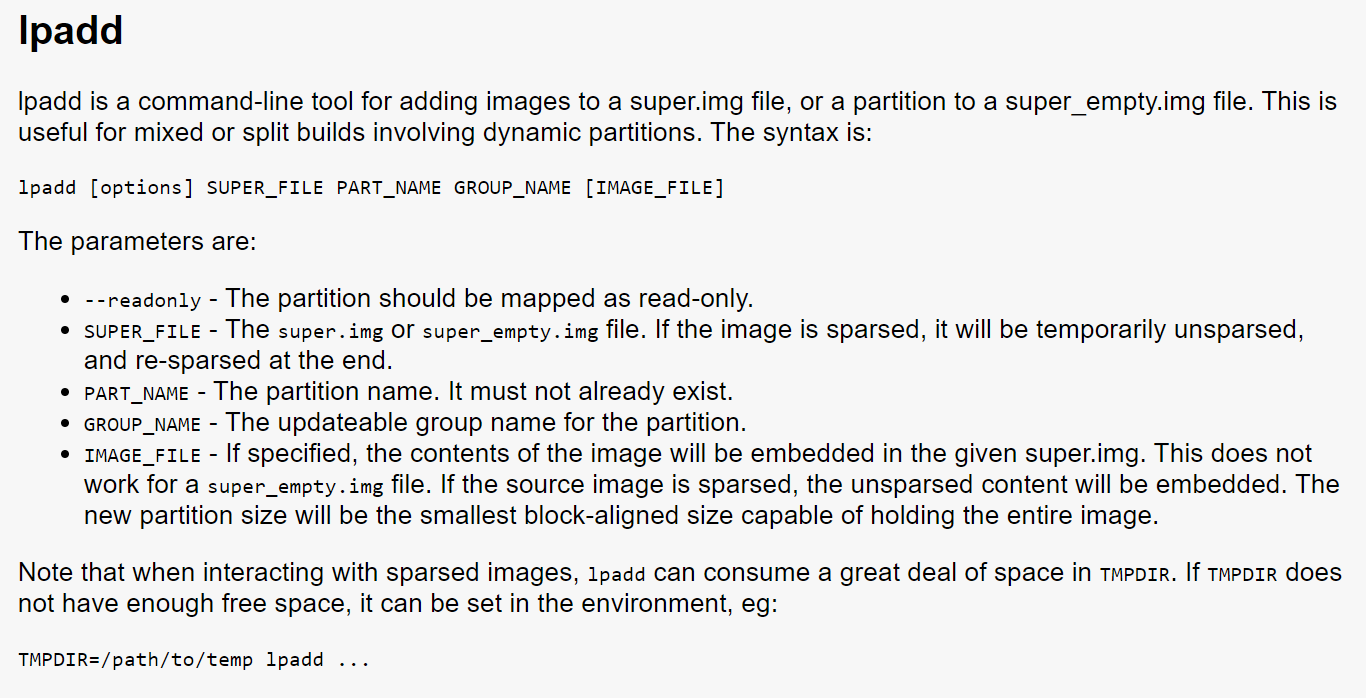 lpadd
lpadd is a command-line tool for adding images to a super.img file, or a partition to a super_empty.img file. This is
useful for mixed or split builds involving dynamic partitions. The syntax is:
lpadd [options] SUPER_FILE PART_NAME GROUP_NAME [IMAGE_FILE]
The parameters are:
• --readonly - The partition should be mapped as read-only.
• SUPER_FILE - The super.img or super_empty.img file. If the image is sparsed, it will be temporarily unsparsed,
and re-sparsed at the end.
• PART_NAME - The partition name. It must not already exist.
• GROUP_NAME - The updateable group name for the partition.
• IMAGE_FILE - If specified, the contents of the image will be embedded in the given super.img. This does not
work for a super_empty.img file. If the source image is sparsed, the unsparsed content will be embedded. The
new partition size will be the smallest block-aligned size capable of holding the entire image.
Note that when interacting with sparsed images, lpadd can consume a great deal of space in TMPDIR. If TMPDIR does
not have enough free space, it can be set in the environment, eg:
TMPDIR=/path/to/temp lpadd ...